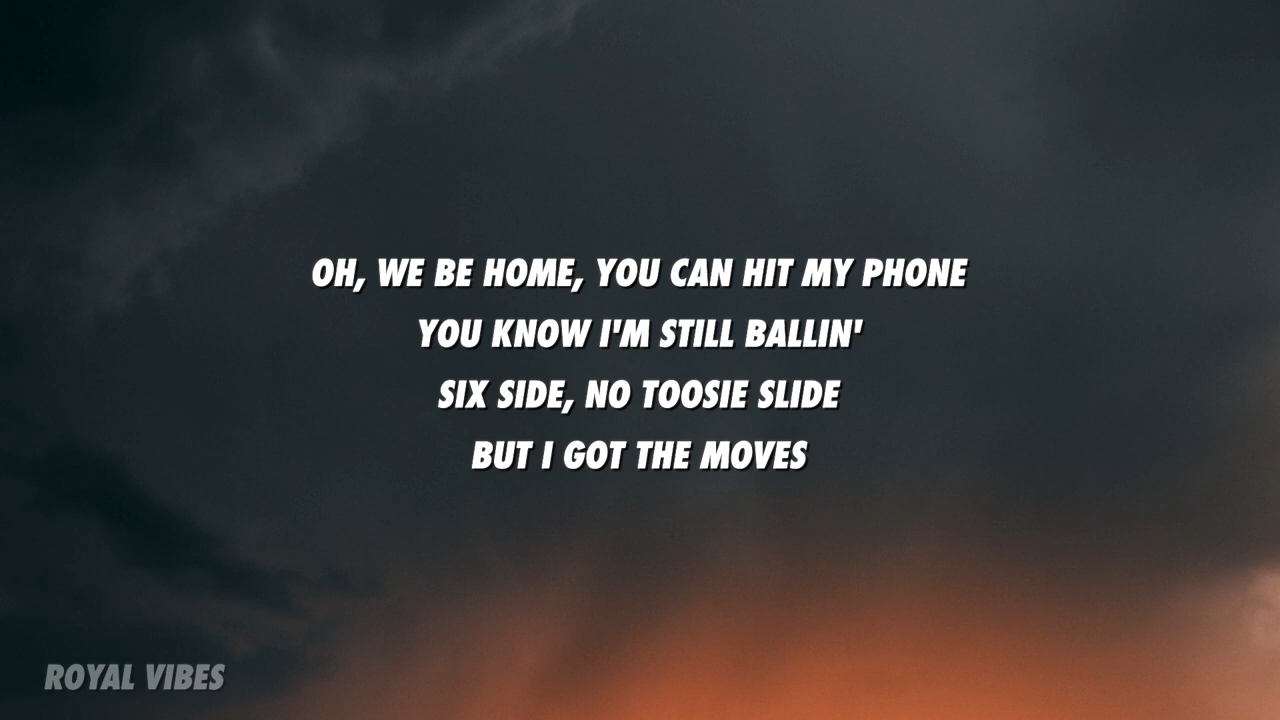 OH, WE BE HOME, YOU CAN HIT MY PHONE
YOU KNOW I'M STILL BALLIN'
SIX SIDE, NO TOOSIE SLIDE
BUT I GOT THE MOVES
ROYAL VIBES